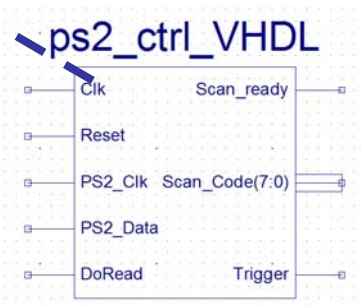 ps2_ctrl_VHDL
Clk Scan_ready
Reset
PS2_Clk Scan_Code(7:0)
PS2_Data
DoRead Trigger